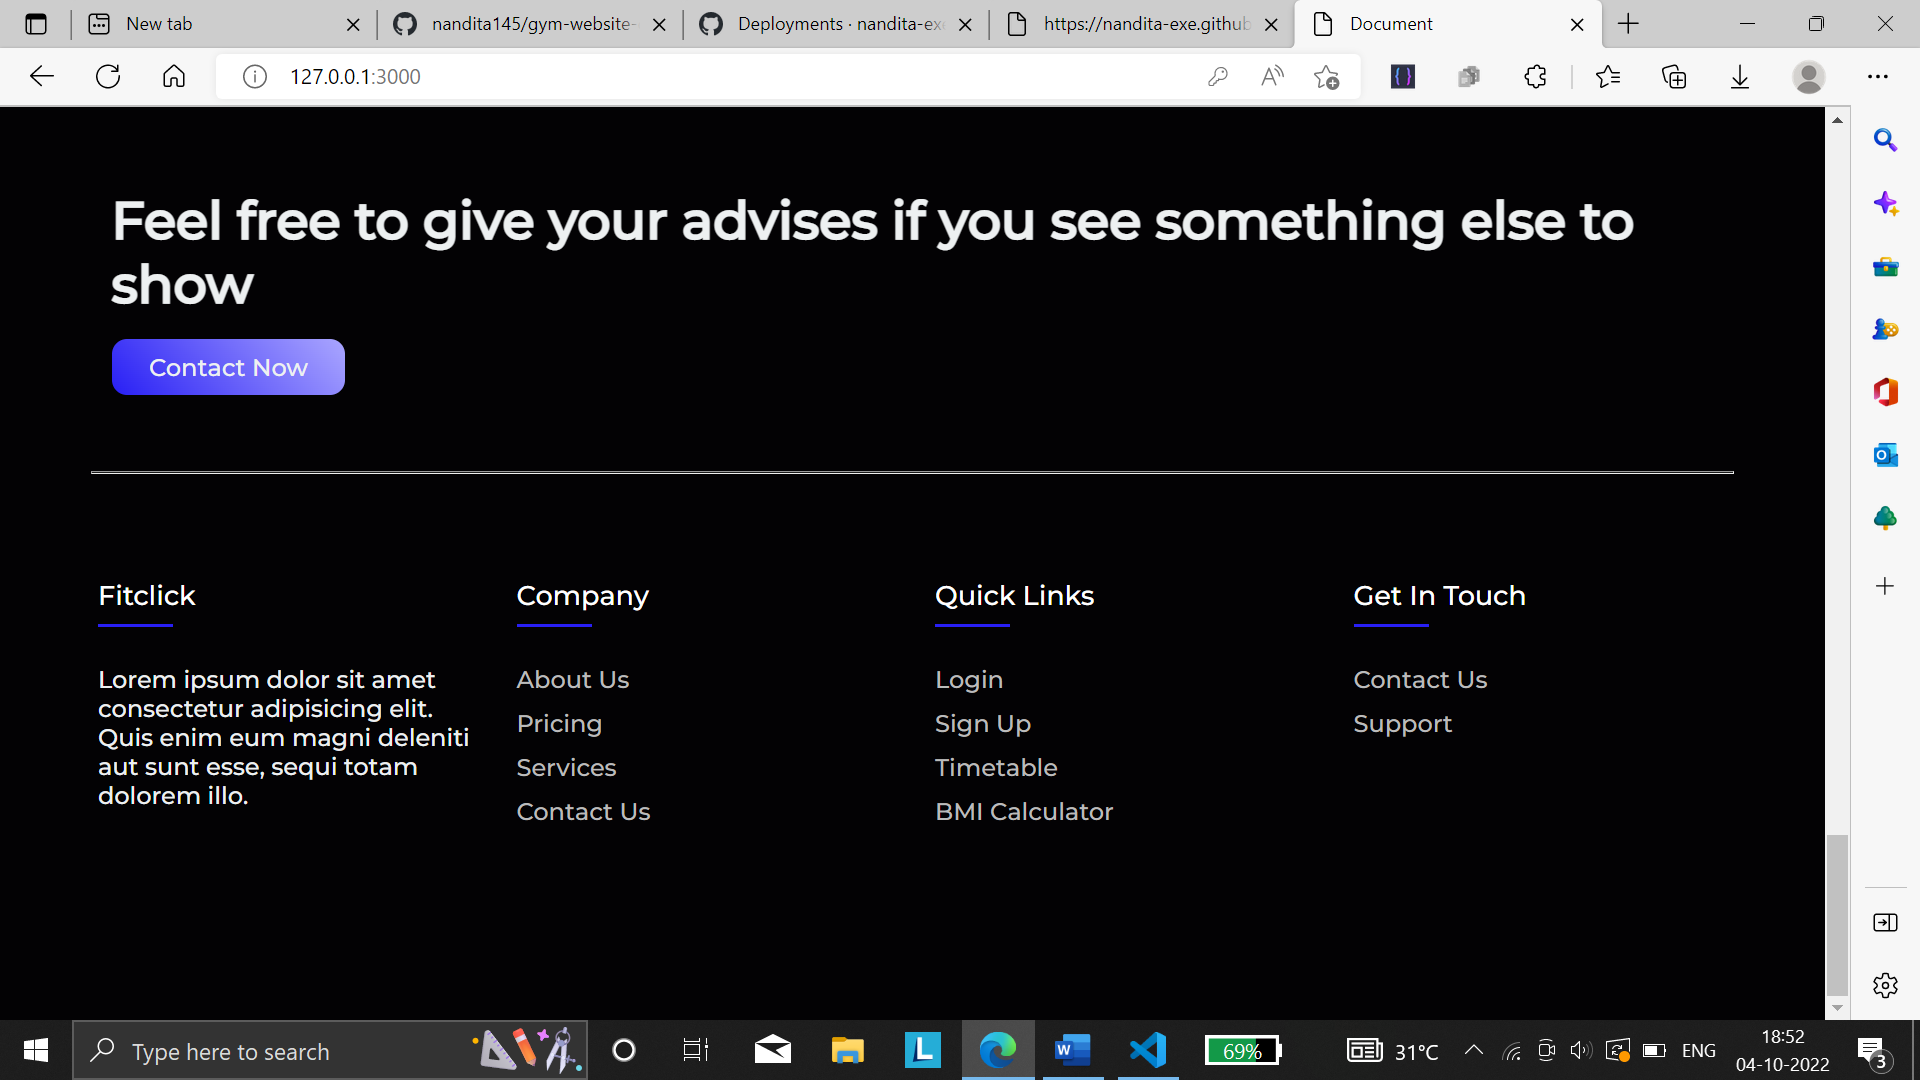 New tab
nandita145/gym-website-
Deployments · nandita-exe
https://nandita-exe.github
Document
127.0.0.1:3000
Feel free to give your advises if you see something else to
show
Contact Now
Fitclick
Company
Quick Links
Get In Touch
Lorem ipsum dolor sit amet
consectetur adipisicing elit.
Quis enim eum magni deleniti
aut sunt esse, sequi totam
dolorem illo.
About Us
Pricing
Services
Contact Us
Login
Sign Up
Timetable
BMI Calculator
Contact Us
Support
Type here to search
69%
31°C
ENG
18:52
04-10-2022
3